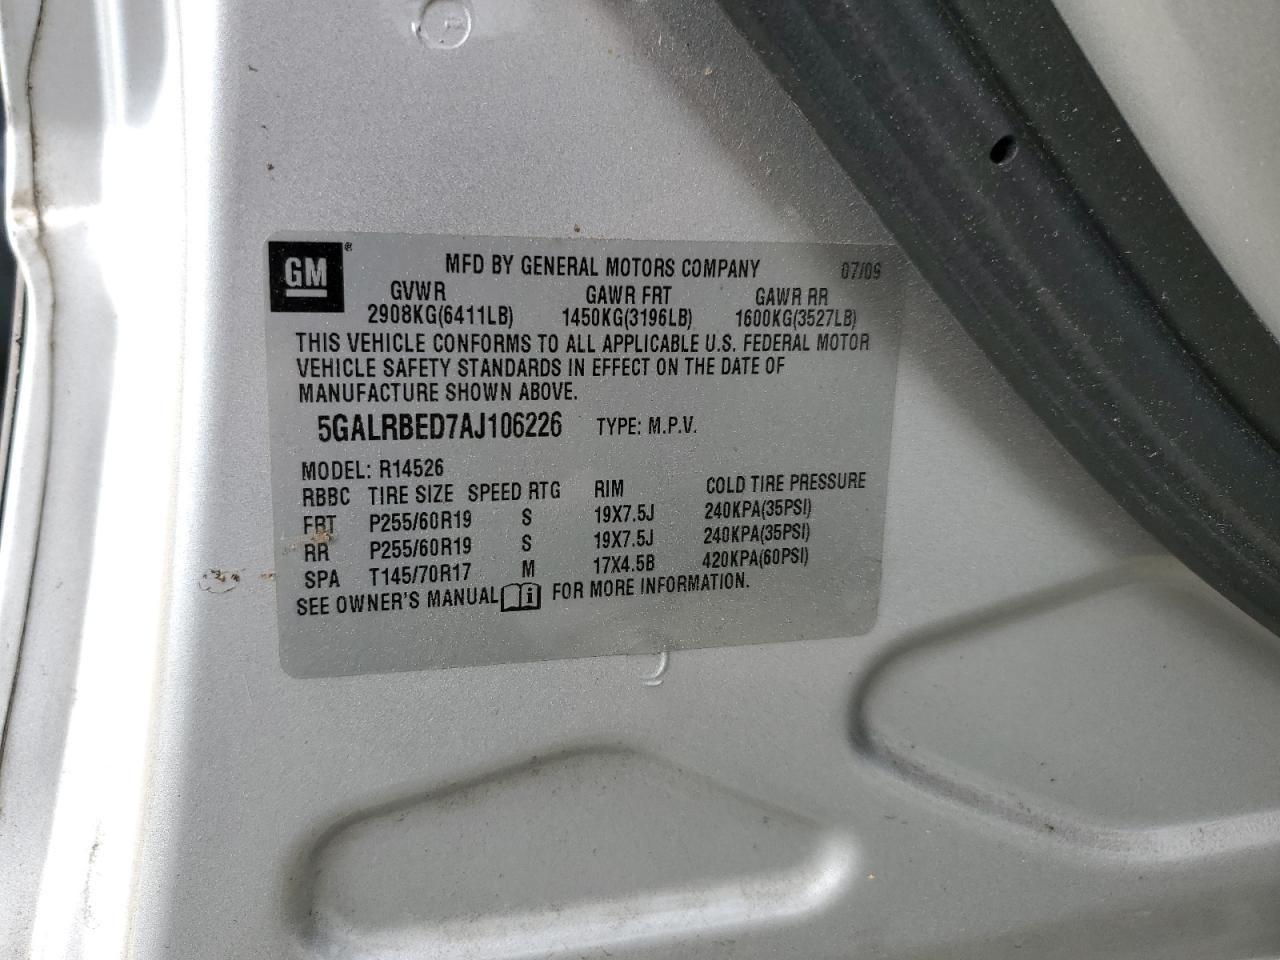 GM ® MFD BY GENERAL MOTORS COMPANY 07/09
GVWR GAWR FRT GAWR RR
2908KG(6411LB) 1450KG(3196LB) 1600KG(3527LB)
THIS VEHICLE CONFORMS TO ALL APPLICABLE U.S. FEDERAL MOTOR
VEHICLE SAFETY STANDARDS IN EFFECT ON THE DATE OF
MANUFACTURE SHOWN ABOVE.
5GALRBED7AJ106226 TYPE: M.P.V.
MODEL: R14526
RBBC TIRE SIZE SPEED RTG RIM COLD TIRE PRESSURE
FRT P255/60R19 S 19X7.5J 240KPA(35PSI)
RR P255/60R19 S 19X7.5J 240KPA(35PSI)
SPA T145/70R17 M 17X4.5B 420KPA(60PSI)
SEE OWNER'S MANUAL i FOR MORE INFORMATION.